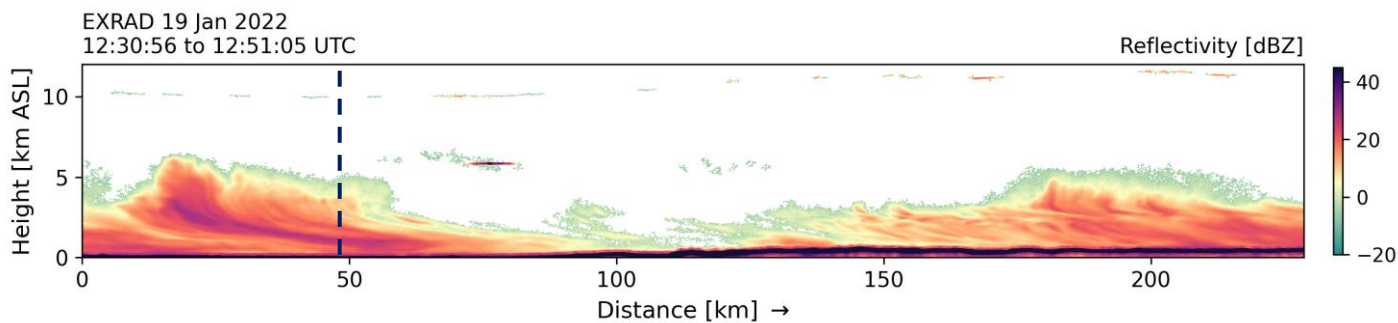 EXRAD 19 Jan 2022
12:30:56 to 12:51:05 UTC
Reflectivity [dBZ]
Height [km ASL]
10
5
0
0
50
100
150
200
Distance [km] →
40
20
0
−20